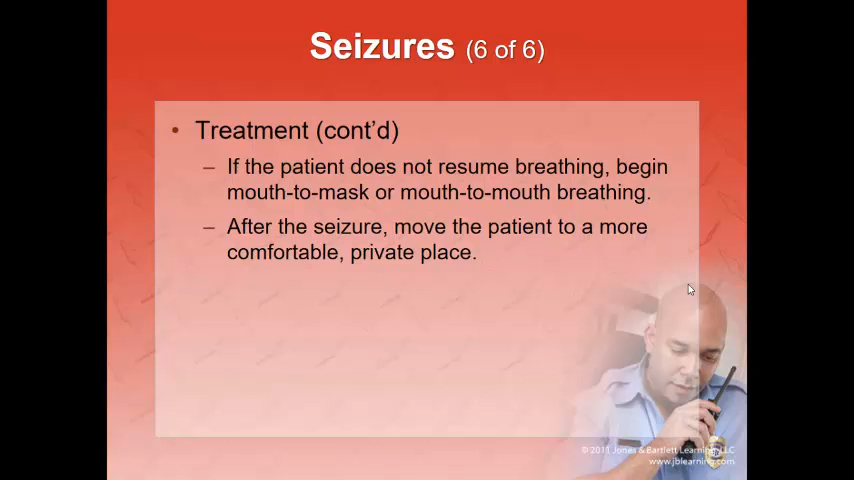 Seizures (6 of 6)
• Treatment (cont’d)
– If the patient does not resume breathing, begin
mouth-to-mask or mouth-to-mouth breathing.
– After the seizure, move the patient to a more
comfortable, private place.
© 2011 Jones & Bartlett Learning, LLC
www.jblearning.com